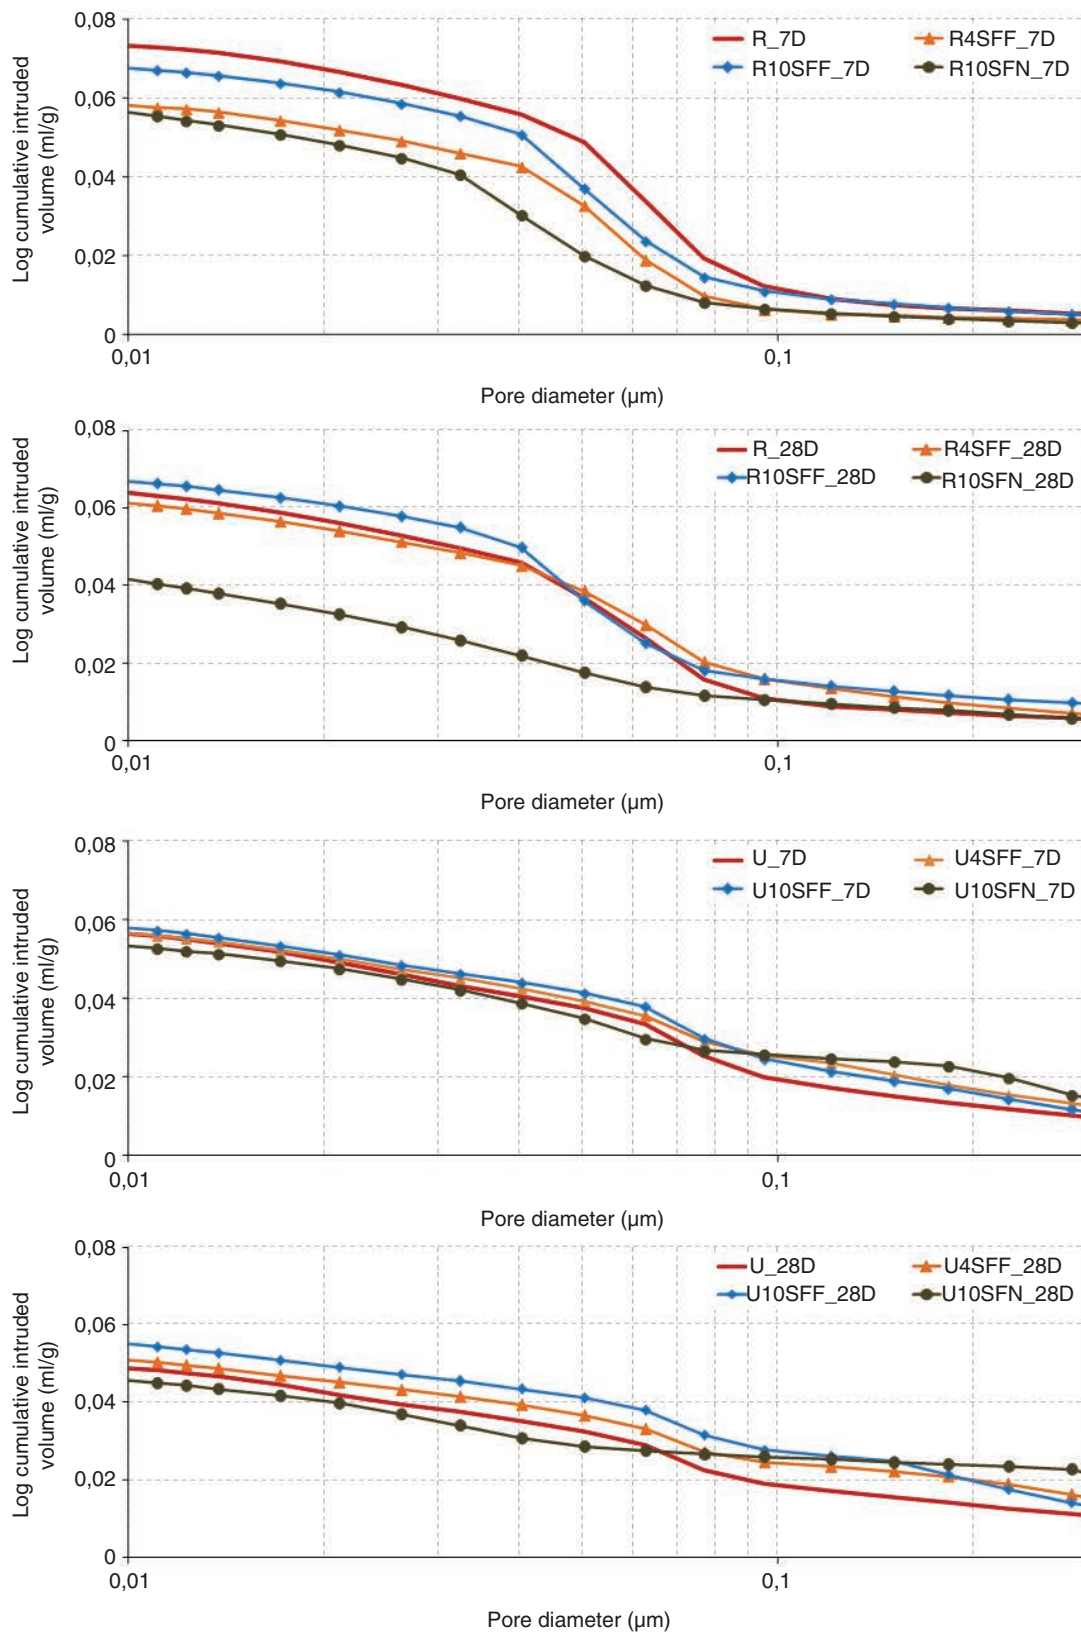 Log cumulative intruded
volume (ml/g)
0,08
0,06
0,04
0,02
0
R_7D
R4SFF_7D
R10SFF_7D
R10SFN_7D
0,01
0,1
Pore diameter (µm)
Log cumulative intruded
volume (ml/g)
0,08
0,06
0,04
0,02
0
R_28D
R4SFF_28D
R10SFF_28D
R10SFN_28D
0,01
0,1
Pore diameter (µm)
Log cumulative intruded
volume (ml/g)
0,08
0,06
0,04
0,02
0
U_7D
U4SFF_7D
U10SFF_7D
U10SFN_7D
0,01
0,1
Pore diameter (µm)
Log cumulative intruded
volume (ml/g)
0,08
0,06
0,04
0,02
0
U_28D
U4SFF_28D
U10SFF_28D
U10SFN_28D
0,01
0,1
Pore diameter (µm)